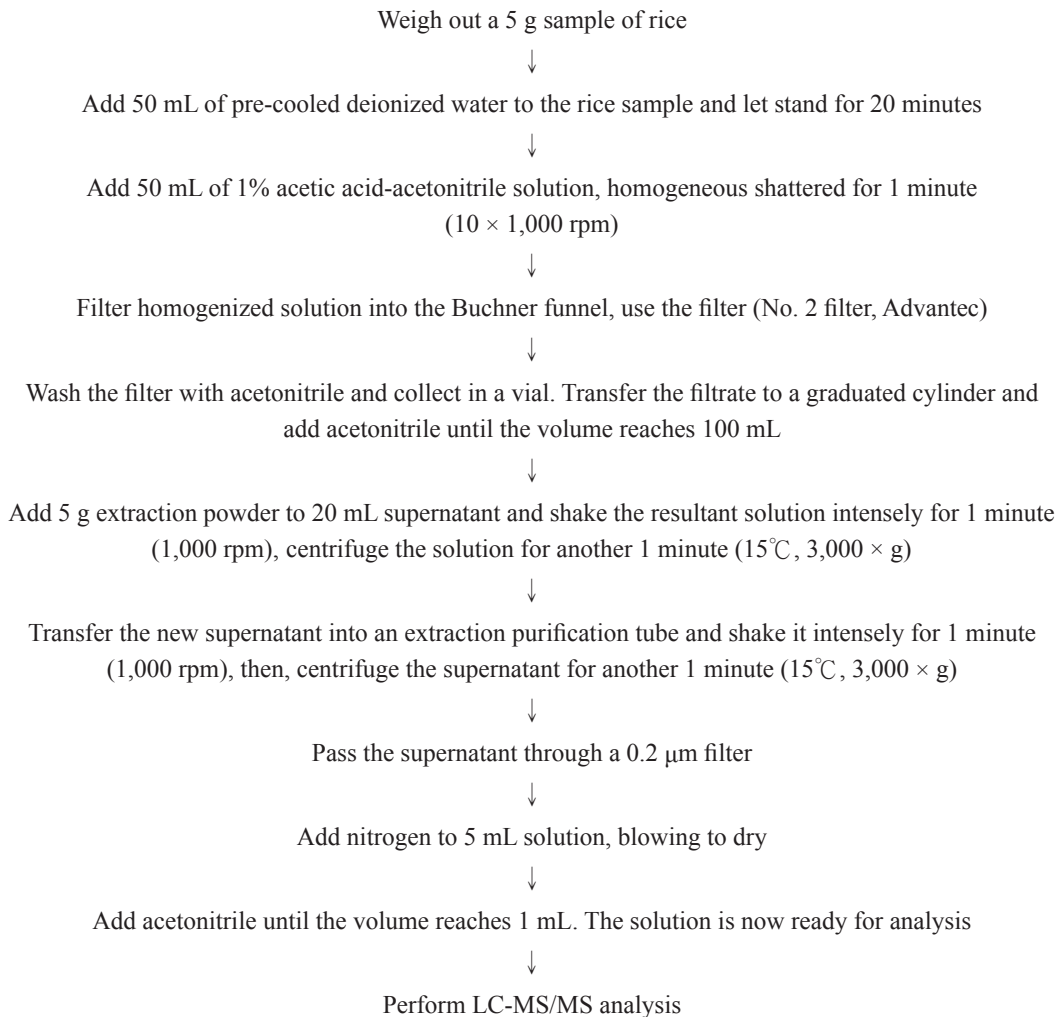 Weigh out a 5 g sample of rice
↓
Add 50 mL of pre-cooled deionized water to the rice sample and let stand for 20 minutes
↓
Add 50 mL of 1% acetic acid-acetonitrile solution, homogeneous shattered for 1 minute
(10 × 1,000 rpm)
↓
Filter homogenized solution into the Buchner funnel, use the filter (No. 2 filter, Advantec)
↓
Wash the filter with acetonitrile and collect in a vial. Transfer the filtrate to a graduated cylinder and
add acetonitrile until the volume reaches 100 mL
↓
Add 5 g extraction powder to 20 mL supernatant and shake the resultant solution intensely for 1 minute
(1,000 rpm), centrifuge the solution for another 1 minute (15℃, 3,000 × g)
↓
Transfer the new supernatant into an extraction purification tube and shake it intensely for 1 minute
(1,000 rpm), then, centrifuge the supernatant for another 1 minute (15℃, 3,000 × g)
↓
Pass the supernatant through a 0.2 μm filter
↓
Add nitrogen to 5 mL solution, blowing to dry
↓
Add acetonitrile until the volume reaches 1 mL. The solution is now ready for analysis
↓
Perform LC-MS/MS analysis